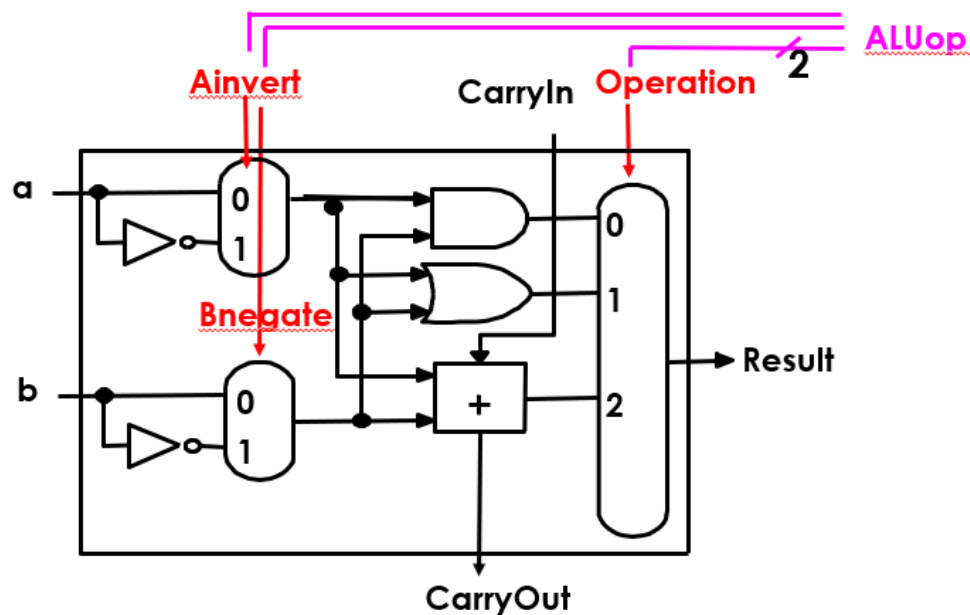 ALUop
2
Ainvert
Operation
CarryIn
a
0
1
0
1
Bnegate
b
0
1
+
2
Result
CarryOut